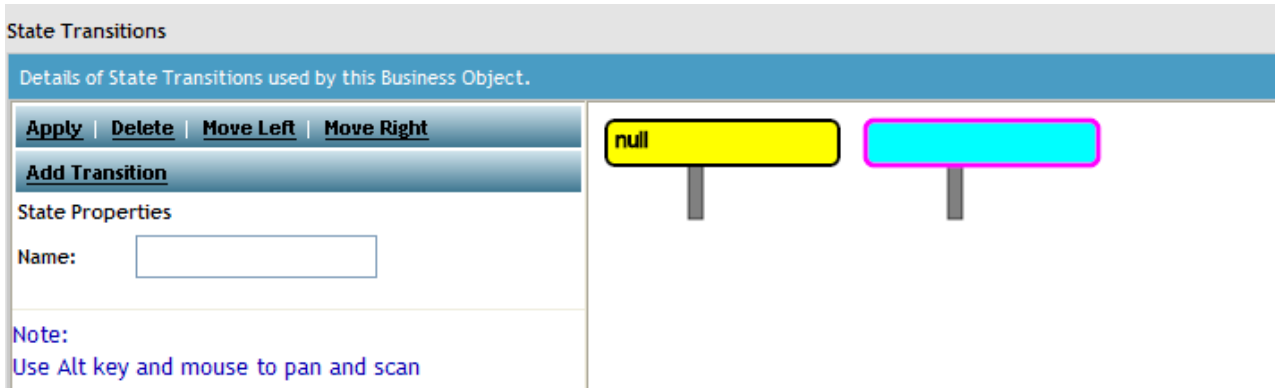 State Transitions
Details of State Transitions used by this Business Object.
Apply | Delete | Move Left | Move Right
Add Transition
State Properties
Name:
Note:
Use Alt key and mouse to pan and scan
null